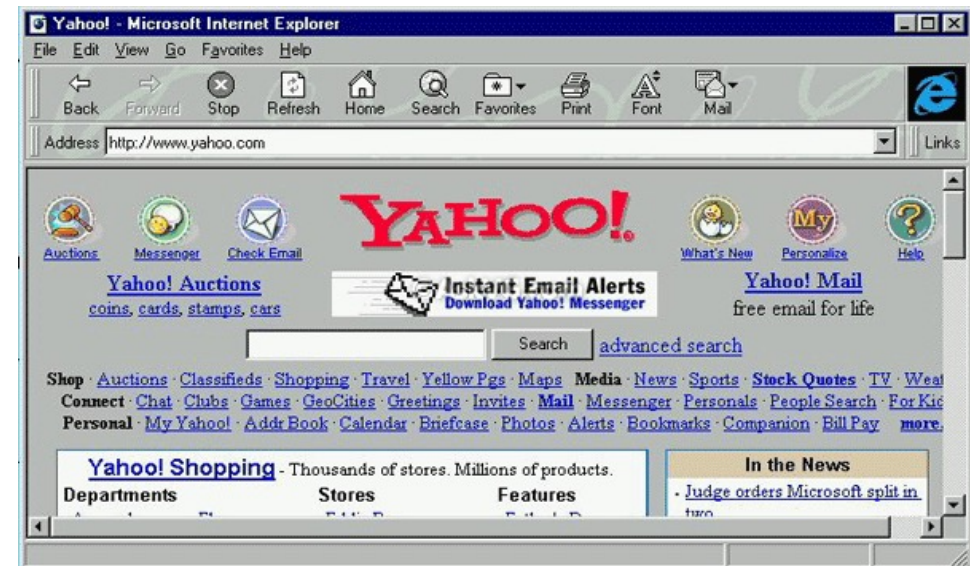 Yahoo! - Microsoft Internet Explorer
File Edit View Go Favorites Help
Back Forward Stop Refresh Home Search Favorites Print Font Mail
Address http://www.yahoo.com Links
YAHOO!
Auctions Messenger Check Email What's New My Personalize Help
Yahoo! Auctions
coins, cards, stamps, cars
Instant Email Alerts
Download Yahoo! Messenger
Yahoo! Mail
free email for life
Search advanced search
Shop · Auctions · Classifieds · Shopping · Travel · Yellow Pgs · Maps Media · News · Sports · Stock Quotes · TV ·
Connect · Chat · Clubs · Games · GeoCities · Greetings · Invites · Mail · Messenger · Personals · People Search · For
Personal · My Yahoo! · Addr Book · Calendar · Briefcase · Photos · Alerts · Bookmarks · Companion · Bill Pay more.
Yahoo! Shopping - Thousands of stores. Millions of products.
Departments Stores Features
In the News
· Judge orders Microsoft split in
two